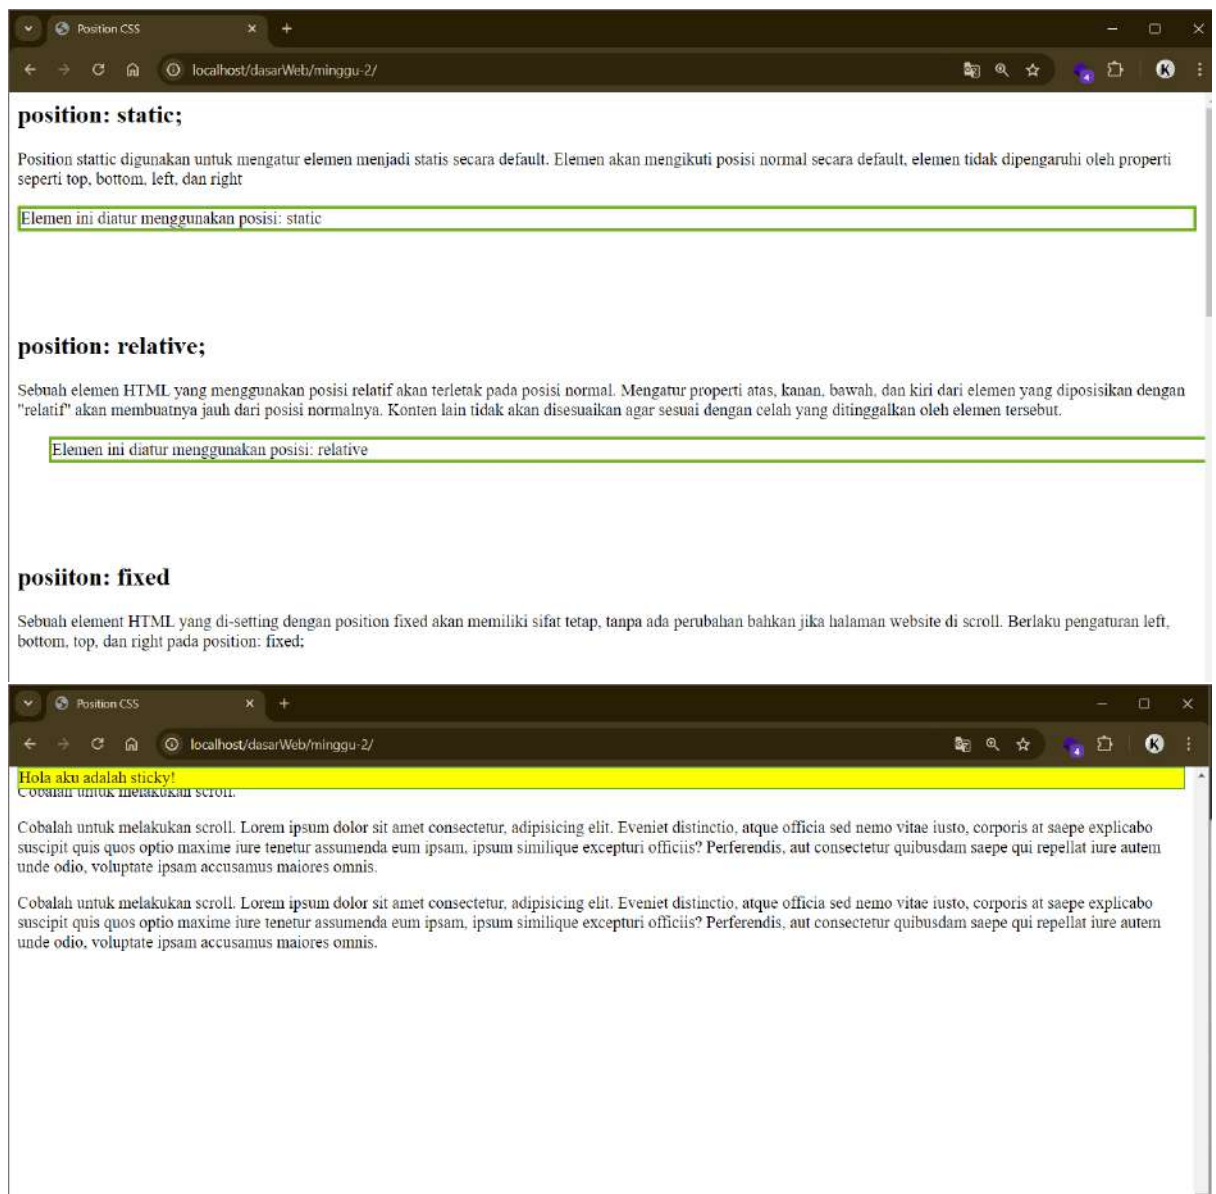 Position CSS
localhost/dasarWeb/minggu-2/
4
K
position: static;
Position stattic digunakan untuk mengatur elemen menjadi statis secara default. Elemen akan mengikuti posisi normal secara default, elemen tidak dipengaruhi oleh properti
seperti top, bottom, left, dan right
Elemen ini diatur menggunakan posisi: static
position: relative;
Sebuah elemen HTML yang menggunakan posisi relatif akan terletak pada posisi normal. Mengatur properti atas, kanan, bawah, dan kiri dari elemen yang diposisikan dengan
"relatif" akan membuatnya jauh dari posisi normalnya. Konten lain tidak akan disesuaikan agar sesuai dengan celah yang ditinggalkan oleh elemen tersebut.
Elemen ini diatur menggunakan posisi: relative
posiiton: fixed
Sebuah element HTML yang di-setting dengan position fixed akan memiliki sifat tetap, tanpa ada perubahan bahkan jika halaman website di scroll. Berlaku pengaturan left,
bottom, top, dan right pada position: fixed;
Position CSS
localhost/dasarWeb/minggu-2/
4
K
Hola aku adalah sticky!
Cobalah untuk melakukan scroll.
Cobalah untuk melakukan scroll. Lorem ipsum dolor sit amet consectetur, adipisicing elit. Eveniet distinctio, atque officia sed nemo vitae iusto, corporis at saepe explicabo
suscipit quis quos optio maxime iure tenetur assumenda eum ipsam, ipsum similique excepturi officiis? Perferendis, aut consectetur quibusdam saepe qui repellat iure autem
unde odio, voluptate ipsam accusamus maiores omnis.
Cobalah untuk melakukan scroll. Lorem ipsum dolor sit amet consectetur, adipisicing elit. Eveniet distinctio, atque officia sed nemo vitae iusto, corporis at saepe explicabo
suscipit quis quos optio maxime iure tenetur assumenda eum ipsam, ipsum similique excepturi officiis? Perferendis, aut consectetur quibusdam saepe qui repellat iure autem
unde odio, voluptate ipsam accusamus maiores omnis.